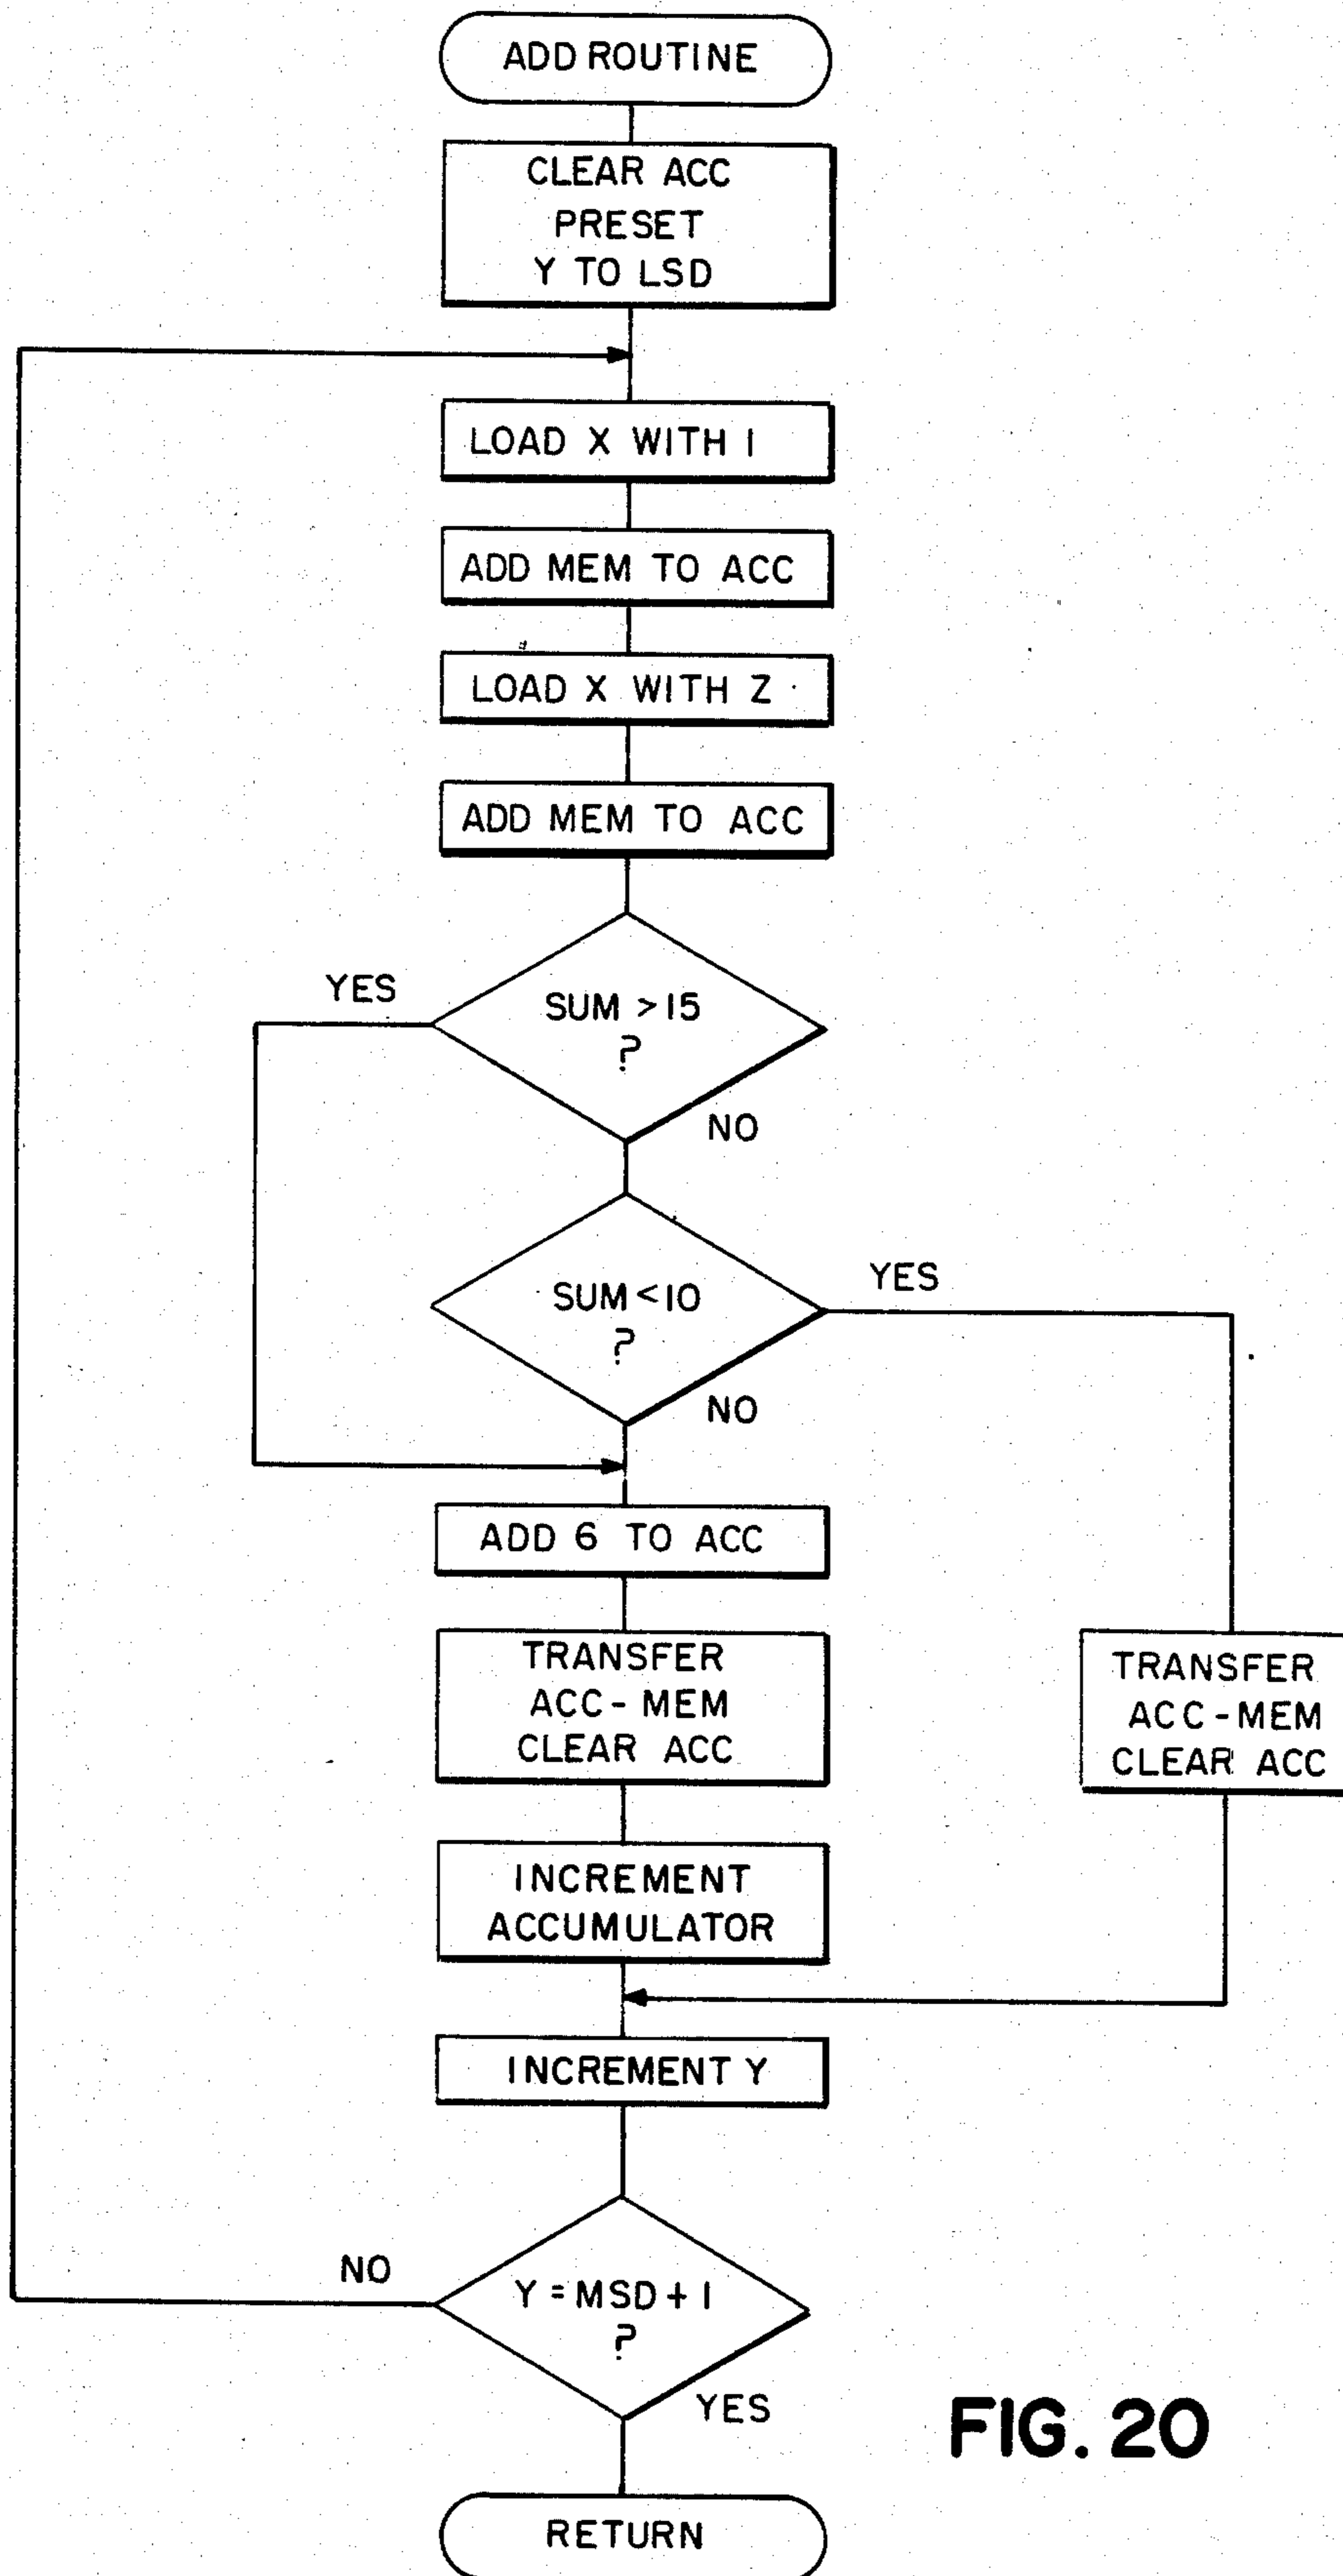 ADD ROUTINE
CLEAR ACC
PRESET
Y TO LSD
LOAD X WITH 1
ADD MEM TO ACC
LOAD X WITH Z
ADD MEM TO ACC
YES
SUM >15
?
NO
SUM<10
?
YES
NO
ADD 6 TO ACC
TRANSFER
ACC-MEM
CLEAR ACC
TRANSFER
ACC-MEM
CLEAR ACC
INCREMENT
ACCUMULATOR
INCREMENT Y
NO
Y=MSD+1
?
YES
FIG. 20
RETURN